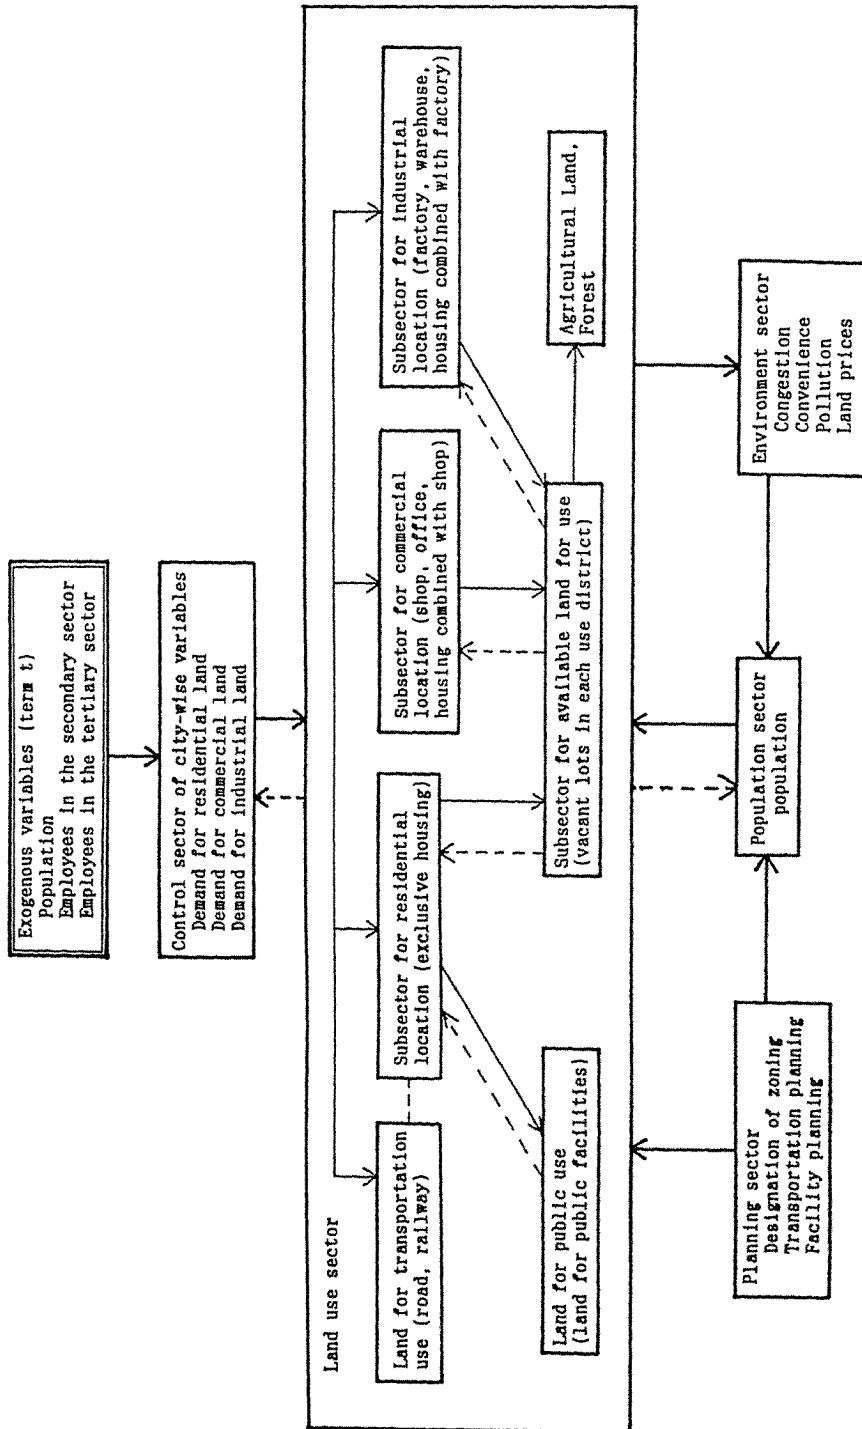 Exogenous variables (term t)
Population
Employees in the secondary sector
Employees in the tertiary sector
Control sector of city-wise variables
Demand for residential land
Demand for commercial land
Demand for industrial land
Land use sector
Land for transportation
use (road, railway)
Subsector for residential
location (exclusive housing)
Subsector for commercial
location (shop, office,
housing combined with shop)
Subsector for industrial
location (factory, warehouse,
housing combined with factory)
Land for public use
(land for public facilities)
Subsector for available land for use
(vacant lots in each use district)
Agricultural Land,
Forest
Planning sector
Designation of zoning
Transportation planning
Facility planning
Population sector
population
Environment sector
Congestion
Convenience
Pollution
Land prices